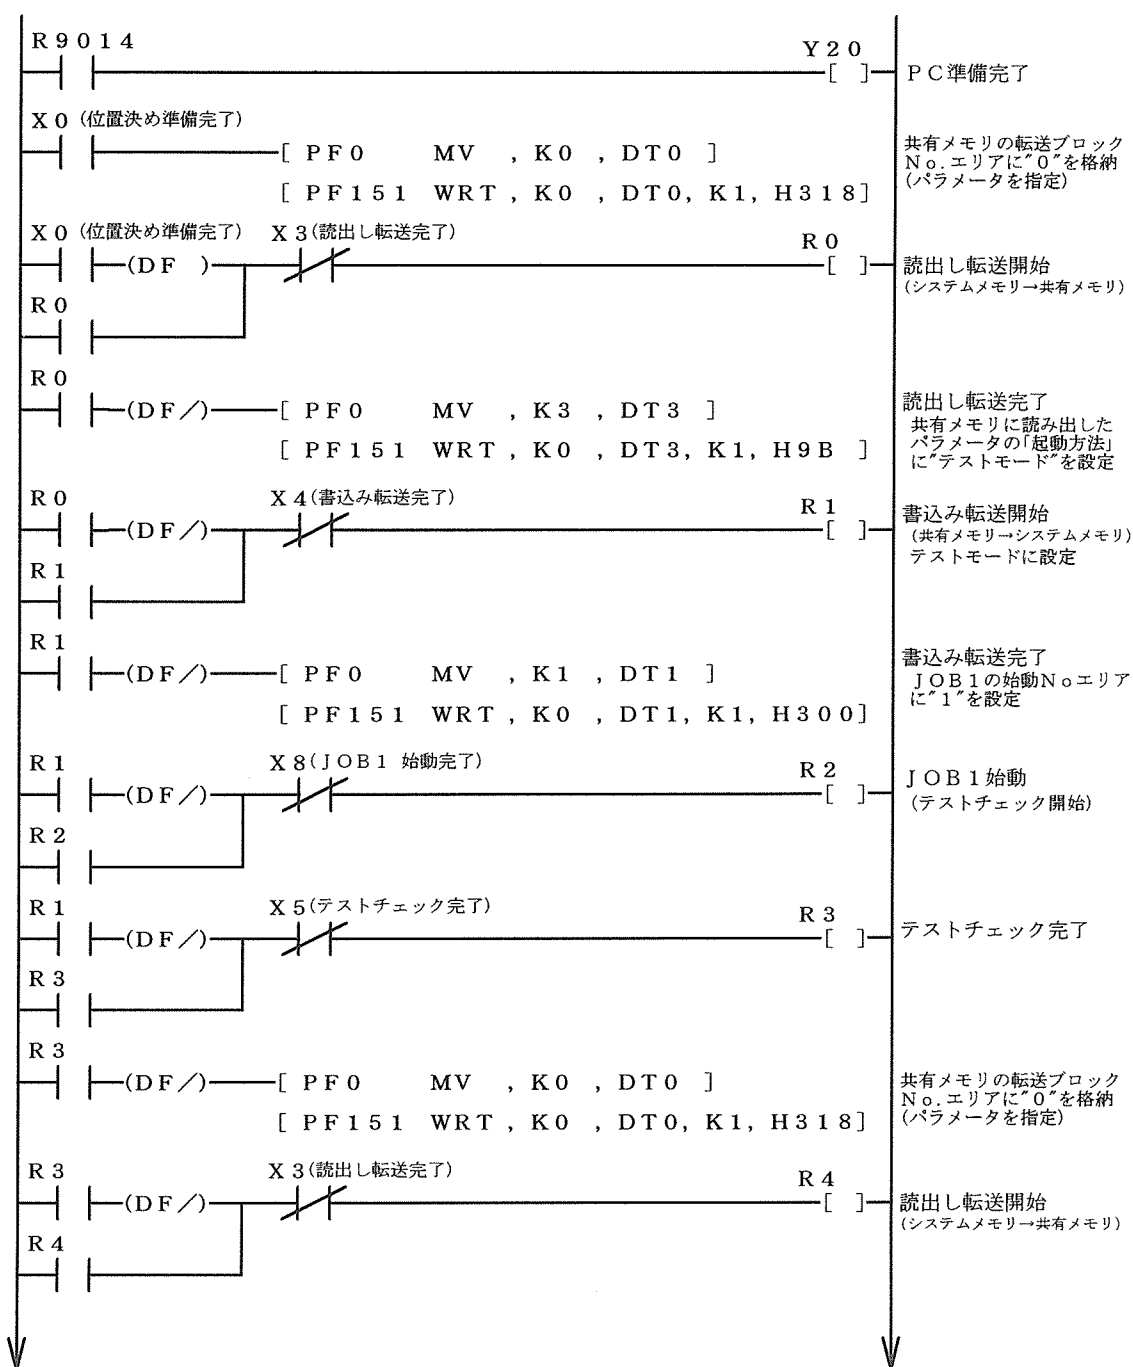 R9014
Y20
[ ]
PC準備完了
X0(位置決め準備完了)
[ PF0 MV , K0 , DT0 ]
[ PF151 WRT , K0 , DT0, K1, H318]
共有メモリの転送ブロック
No.エリアに"0"を格納
(パラメータを指定)
X0(位置決め準備完了) X3(読出し転送完了)
R0
(DF )
[ ]
読出し転送開始
(システムメモリ→共有メモリ)
R0
R0
(DF/)
[ PF0 MV , K3 , DT3 ]
[ PF151 WRT , K0 , DT3, K1, H9B ]
読出し転送完了
共有メモリに読み出した
パラメータの「起動方法」
に"テストモード"を設定
R0 X4(書込み転送完了)
R1
(DF/)
[ ]
書込み転送開始
(共有メモリ→システムメモリ)
テストモードに設定
R1
R1
(DF/)
[ PF0 MV , K1 , DT1 ]
[ PF151 WRT , K0 , DT1, K1, H300]
書込み転送完了
JOB1の始動Noエリア
に"1"を設定
R1 X8(JOB1 始動完了)
R2
(DF/)
[ ]
JOB1始動
(テストチェック開始)
R2
R1 X5(テストチェック完了)
R3
(DF/)
[ ]
テストチェック完了
R3
R3
(DF/)
[ PF0 MV , K0 , DT0 ]
[ PF151 WRT , K0 , DT0, K1, H318]
共有メモリの転送ブロック
No.エリアに"0"を格納
(パラメータを指定)
R3 X3(読出し転送完了)
R4
(DF/)
[ ]
読出し転送開始
(システムメモリ→共有メモリ)
R4